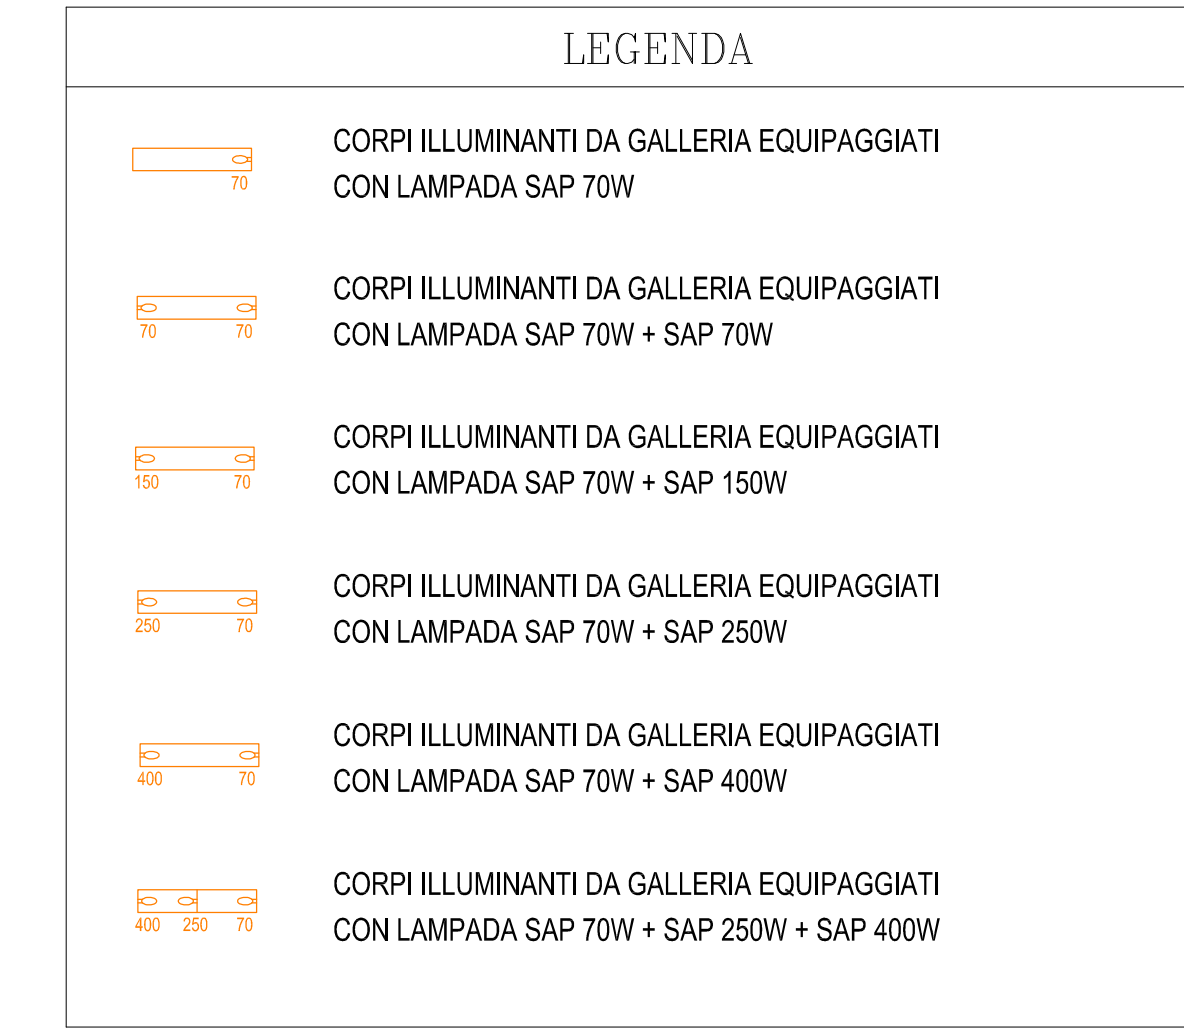 LEGENDA
CORPI ILLUMINANTI DA GALLERIA EQUIPAGGIATI
CON LAMPADA SAP 70W
70
CORPI ILLUMINANTI DA GALLERIA EQUIPAGGIATI
CON LAMPADA SAP 70W + SAP 70W
70 70
CORPI ILLUMINANTI DA GALLERIA EQUIPAGGIATI
CON LAMPADA SAP 70W + SAP 150W
150 70
CORPI ILLUMINANTI DA GALLERIA EQUIPAGGIATI
CON LAMPADA SAP 70W + SAP 250W
250 70
CORPI ILLUMINANTI DA GALLERIA EQUIPAGGIATI
CON LAMPADA SAP 70W + SAP 400W
400 70
CORPI ILLUMINANTI DA GALLERIA EQUIPAGGIATI
CON LAMPADA SAP 70W + SAP 250W + SAP 400W
400 250 70